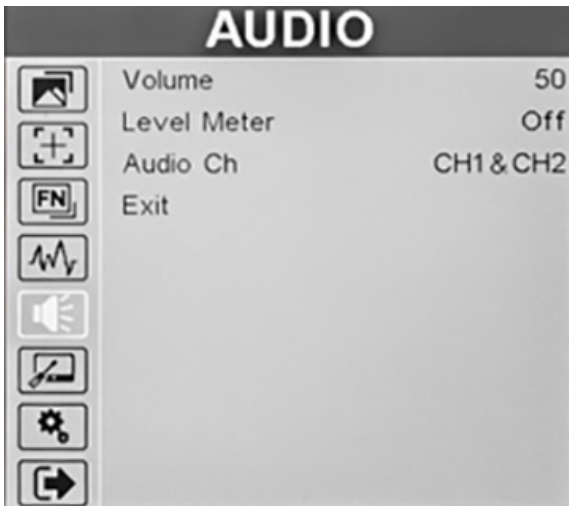 AUDIO
Volume 50
Level Meter Off
Audio Ch CH1 & CH2
FN
Exit